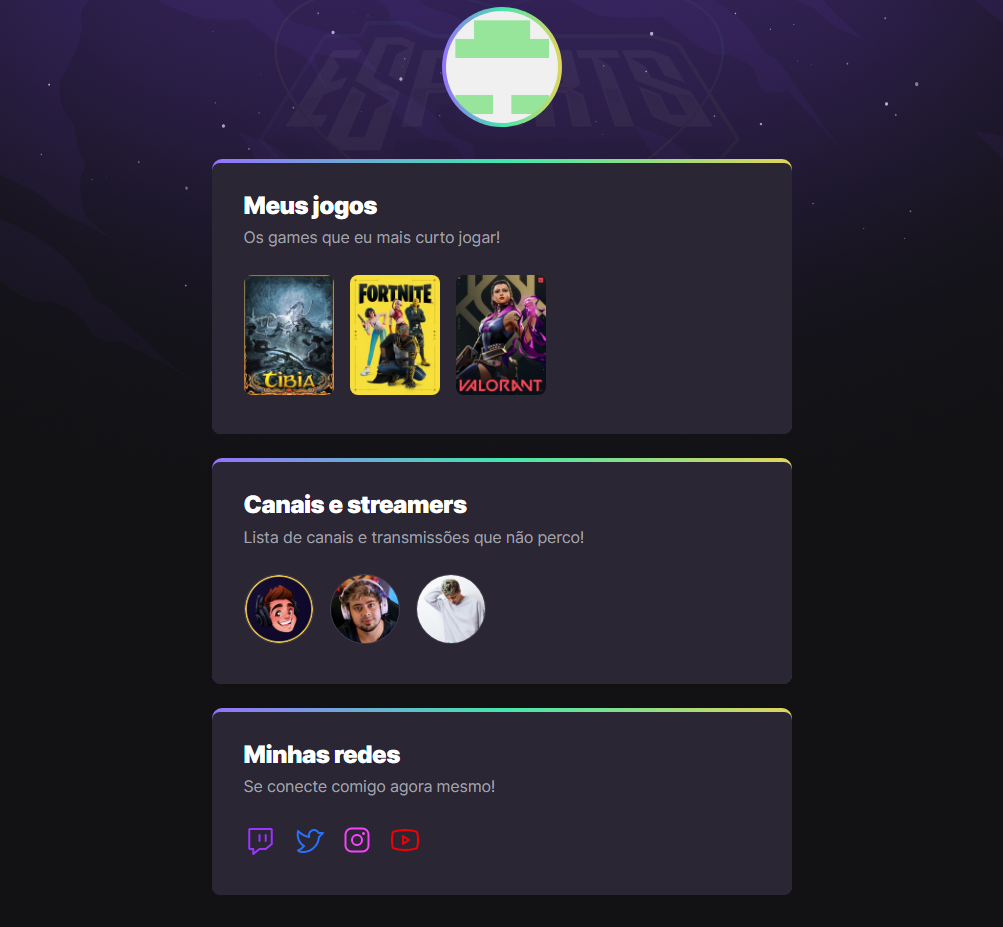 ESPORTS
Meus jogos
Os games que eu mais curto jogar!
TIBIA
FORTNITE
VALORANT
Canais e streamers
Lista de canais e transmissões que não perco!
Minhas redes
Se conecte comigo agora mesmo!